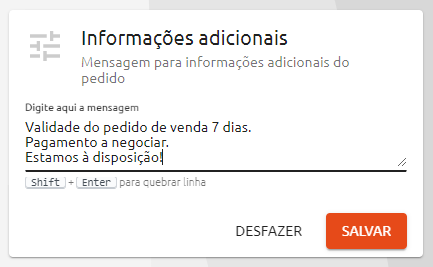 Informações adicionais
Mensagem para informações adicionais do
pedido
Digite aqui a mensagem
Validade do pedido de venda 7 dias.
Pagamento a negociar.
Estamos à disposição!
Shift + Enter para quebrar linha
DESFAZER SALVAR